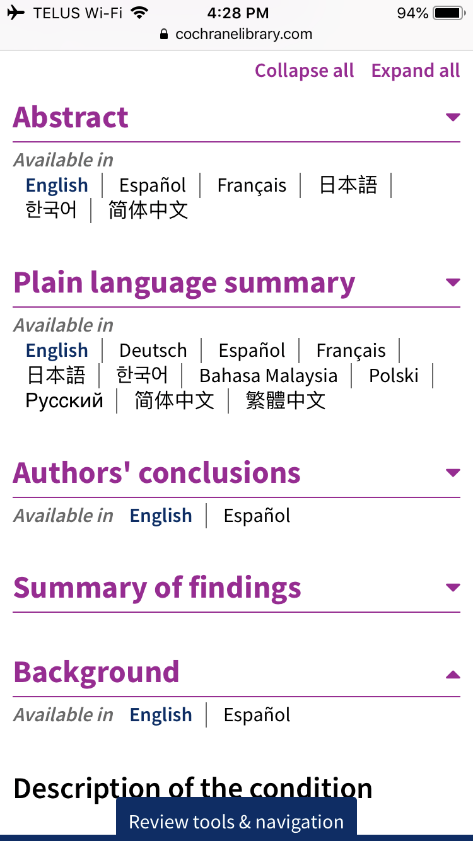 TELUS Wi-Fi 4:28 PM 94%
cochranelibrary.com
Collapse all Expand all
Abstract
Available in
English | Español | Français | 日本語 |
한국어 | 简体中文
Plain language summary
Available in
English | Deutsch | Español | Français |
日本語 | 한국어 | Bahasa Malaysia | Polski |
Русский | 简体中文 | 繁體中文
Authors' conclusions
Available in English | Español
Summary of findings
Background
Available in English | Español
Description of the condition
Review tools & navigation